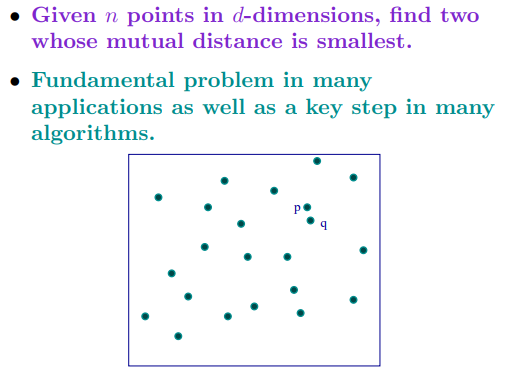 • Given n points in d-dimensions, find two
whose mutual distance is smallest.
• Fundamental problem in many
applications as well as a key step in many
algorithms.
p
q